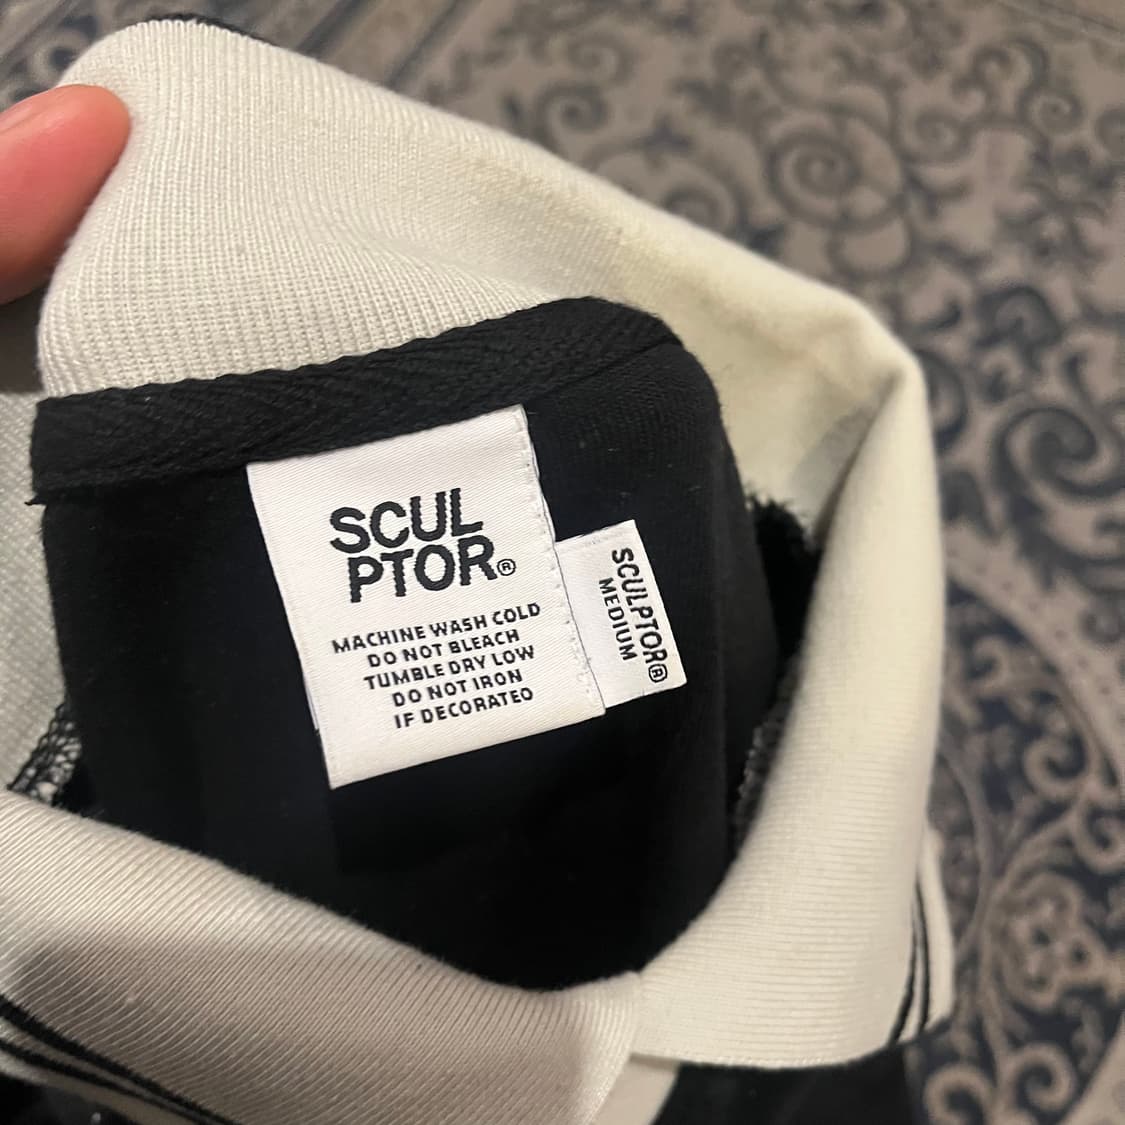 SCUL
PTOR®
MACHINE WASH COLD
DO NOT BLEACH
TUMBLE DRY LOW
DO NOT IRON
IF DECORATED
SCULPTOR®
MEDIUM